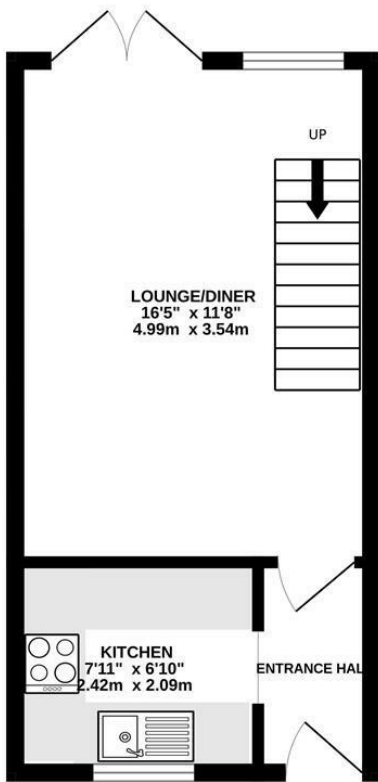 UP
LOUNGE/DINER
16'5" x 11'8"
4.99m x 3.54m
KITCHEN
7'11" x 6'10"
2.42m x 2.09m
ENTRANCE HAL